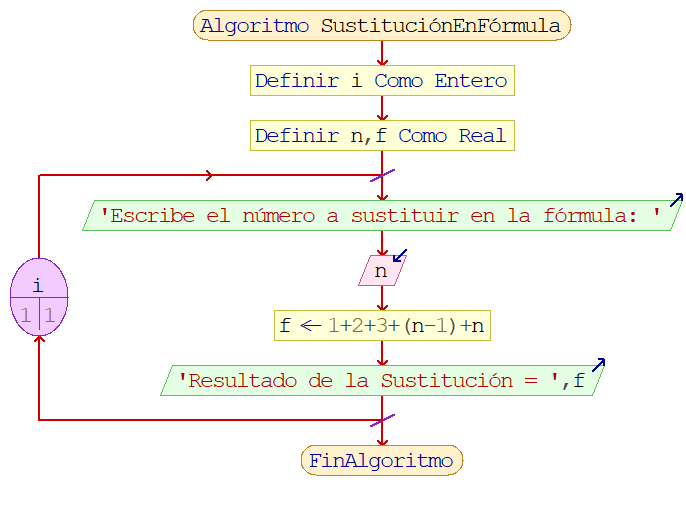 Algoritmo SustituciónEnFórmula
Definir i Como Entero
Definir n,f Como Real
'Escribe el número a sustituir en la fórmula: '
n
i
1 1
f ← 1+2+3+(n-1)+n
'Resultado de la Sustitución = ',f
FinAlgoritmo